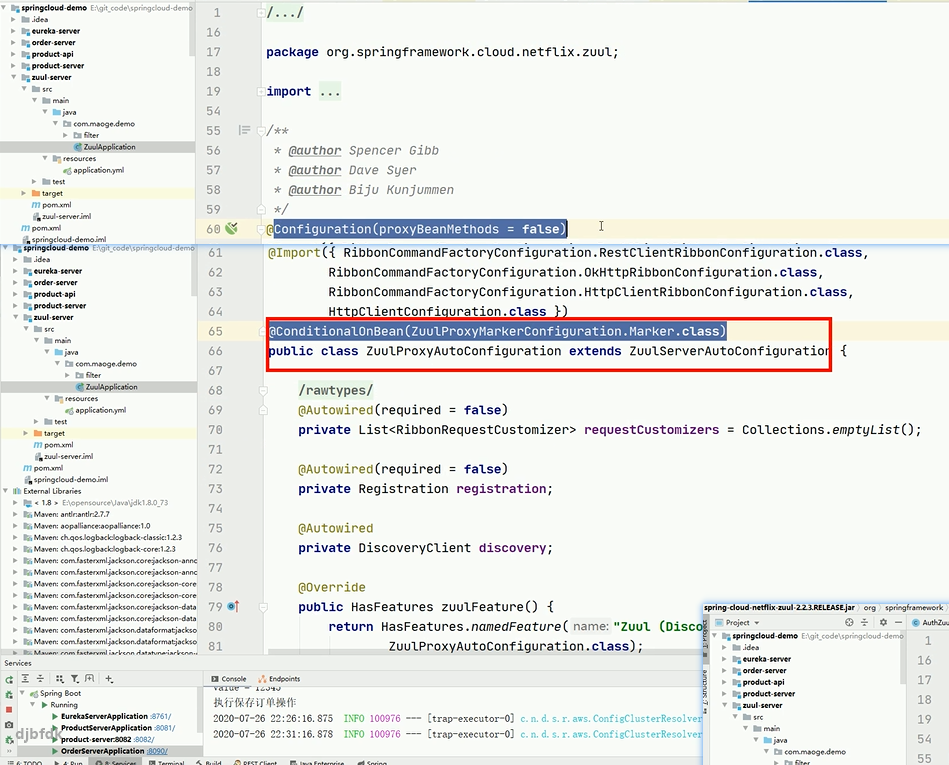 springcloud-demo E:\git_code\springcloud-demo
.idea
eureka-server
order-server
product-api
product-server
zuul-server
src
main
java
com.maoge.demo
filter
ZuulApplication
resources
application.yml
test
target
pom.xml
zuul-server.iml
pom.xml
springcloud-demo.iml
1 /.../
16
17 package org.springframework.cloud.netflix.zuul;
18
19 import ...
54
55 /**
56 * @author Spencer Gibb
57 * @author Dave Syer
58 * @author Biju Kunjummen
59 */
60 @Configuration(proxyBeanMethods = false)
springcloud-demo E:\git_code\springcloud-demo
.idea
eureka-server
order-server
product-api
product-server
zuul-server
src
main
java
com.maoge.demo
filter
ZuulApplication
resources
application.yml
test
target
pom.xml
zuul-server.iml
pom.xml
springcloud-demo.iml
External Libraries
< 1.8 > E:\opensource\Java\jdk1.8.0_73
Maven: antlr:antlr:2.7.7
Maven: aopalliance:aopalliance:1.0
Maven: ch.qos.logback:logback-classic:1.2.3
Maven: ch.qos.logback:logback-core:1.2.3
Maven: com.fasterxml.jackson.core:jackson-anno
Maven: com.fasterxml.jackson.core:jackson-anno
Maven: com.fasterxml.jackson.core:jackson-core
Maven: com.fasterxml.jackson.core:jackson-core
Maven: com.fasterxml.jackson.core:jackson-data
Maven: com.fasterxml.jackson.core:jackson-data
Maven: com.fasterxml.jackson.dataformat:jackso
Maven: com.fasterxml.jackson.dataformat:jackso
Maven: com.fasterxml.jackson.datatype:jackson-
61 @Import({ RibbonCommandFactoryConfiguration.RestClientRibbonConfiguration.class,
62 RibbonCommandFactoryConfiguration.OkHttpRibbonConfiguration.class,
63 RibbonCommandFactoryConfiguration.HttpClientRibbonConfiguration.class,
64 HttpClientConfiguration.class })
65 @ConditionalOnBean(ZuulProxyMarkerConfiguration.Marker.class)
66 public class ZuulProxyAutoConfiguration extends ZuulServerAutoConfiguration {
67
68 /rawtypes/
69 @Autowired(required = false)
70 private List<RibbonRequestCustomizer> requestCustomizers = Collections.emptyList();
71
72 @Autowired(required = false)
73 private Registration registration;
74
75 @Autowired
76 private DiscoveryClient discovery;
77
78 @Override
79 public HasFeatures zuulFeature() {
80 return HasFeatures.namedFeature( name: "Zuul (Disco
81 ZuulProxyAutoConfiguration.class);
Services
Spring Boot
Running
EurekaServerApplication :8761/
ProductServerApplication :8081/
product-server:8082 :8082/
OrderServerApplication :8090/
djbfdk
Console Endpoints
value = 12345
执行保存订单操作
2020-07-26 22:26:16.875 INFO 100976 --- [trap-executor-0] c.n.d.s.r.aws.ConfigClusterResolver
2020-07-26 22:31:16.878 INFO 100976 --- [trap-executor-0] c.n.d.s.r.aws.ConfigClusterResolver
6: TODO 4: Run 8: Services Terminal Build REST Client Java Enterprise Spring
spring-cloud-netflix-zuul-2.2.3.RELEASE.jar org springframework
Project
AuthZuu
springcloud-demo E:\git_code\springcloud-demo
.idea
eureka-server
order-server
product-api
product-server
zuul-server
src
main
java
com.maoge.demo
filter
1
16
17
18
19
54
55